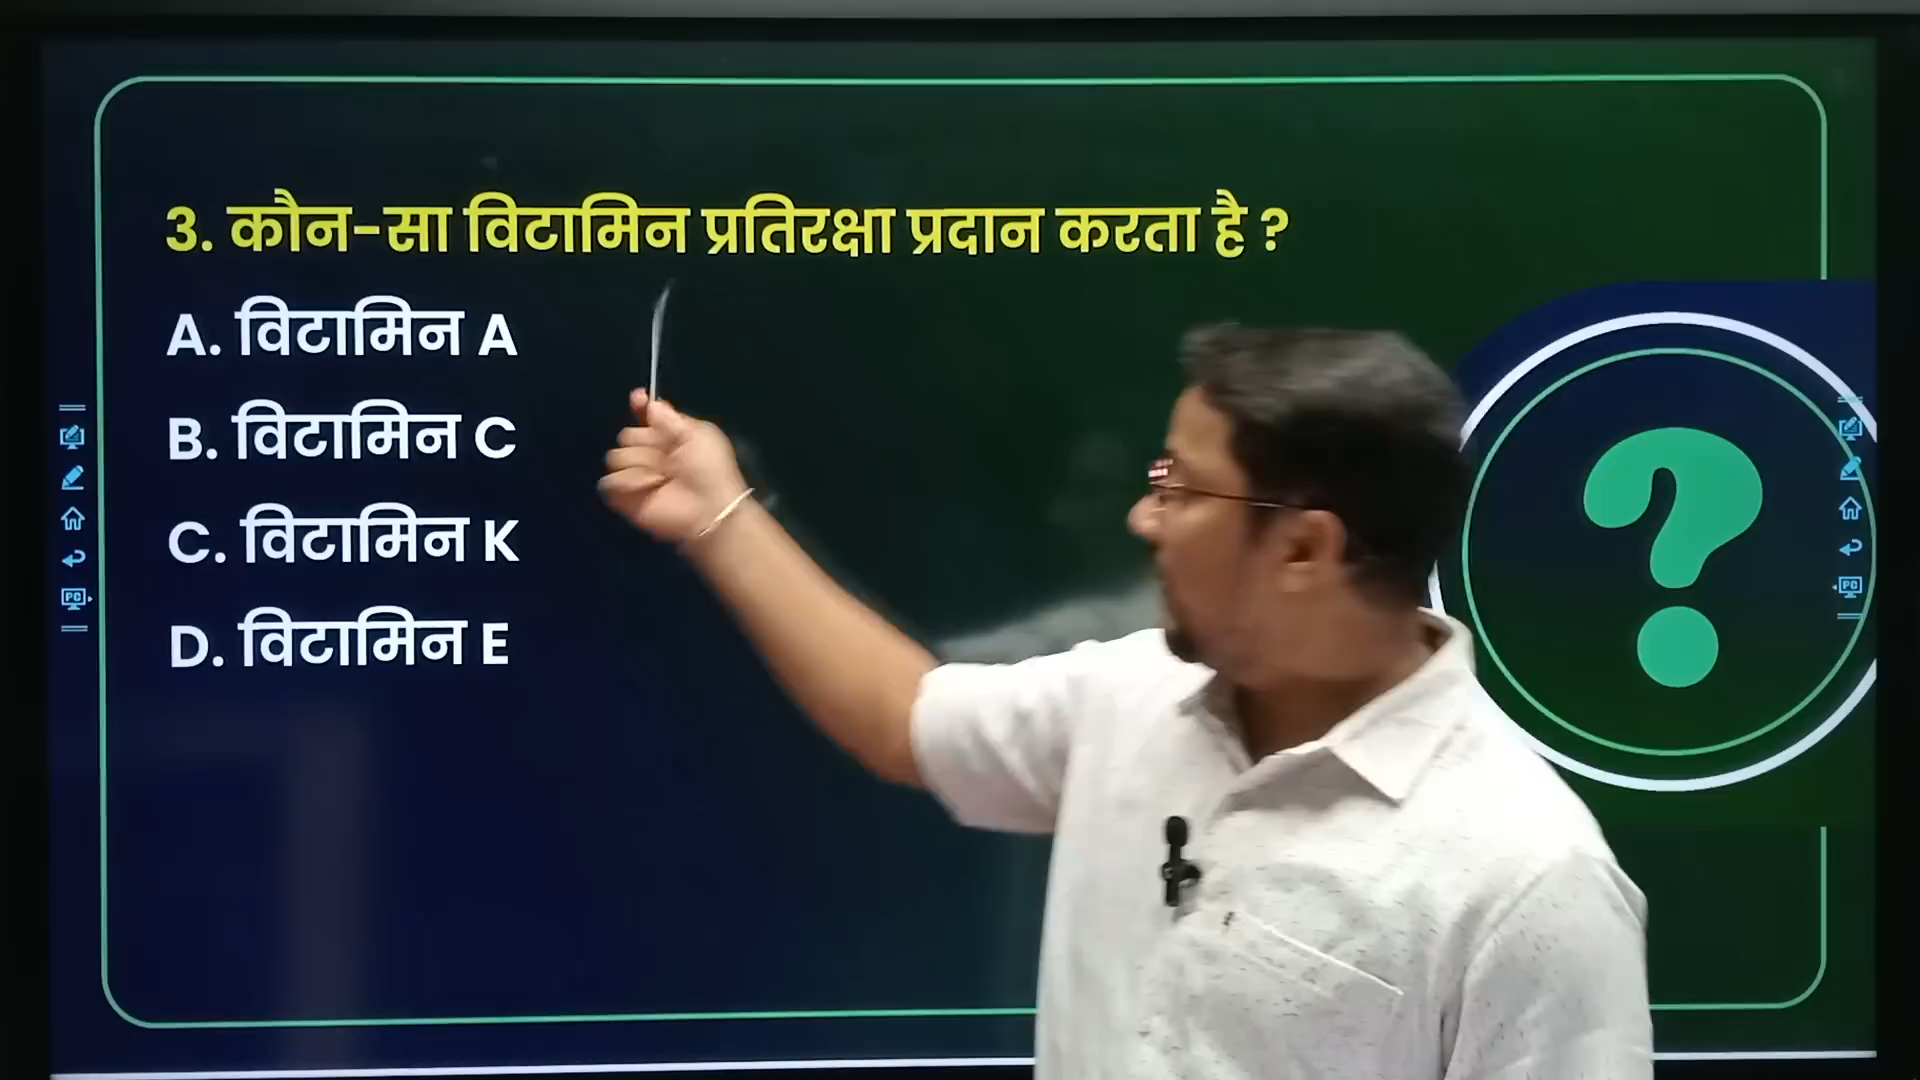 3. कौन-सा विटामिन प्रतिरक्षा प्रदान करता है ?
A. विटामिन A
B. विटामिन C
C. विटामिन K
D. विटामिन E